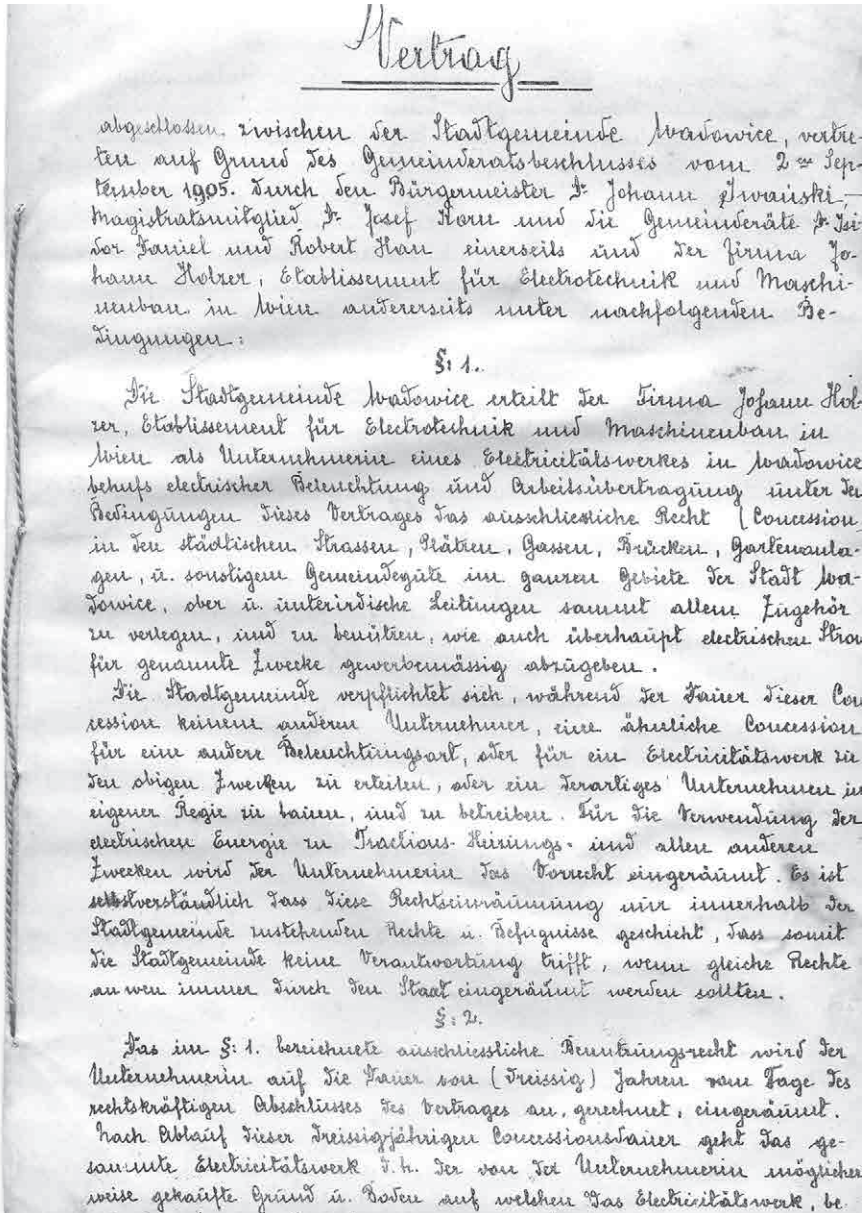 Vertrag
abgeschlossen, zwischen der Stadtgemeinde Wadowice, vertre-
ten auf Grund des Gemeinderatsbeschlusses vom 2ten Sep-
tember 1905. durch den Bürgermeister Dr Johann Iwański,
Magistratsmitglied Dr Josef Korn und die Gemeinderäte Dr Isi-
dor Daniel und Robert Han einerseits und der Firma Jo-
hann Holzer, Etablissement für Electrotechnik und Maschi-
nenbau in Wien andererseits unter nachfolgenden Be-
dingungen:
§: 1.
Die Stadtgemeinde Wadowice erteilt der Firma Johann Hol-
zer, Etablissement für Electrotechnik und Maschinenbau in
Wien als Unternehmerin eines Electricitätswerkes in Wadowice
behufs electrischer Beleuchtung und Arbeitsübertragung unter den
Bedingungen dieses Vertrages das ausschliessliche Recht (Concession
in den städtischen Strassen, Plätzen, Gassen, Brücken, Gartenanla-
gen, u. sonstigem Gemeindegute im ganzen Gebiete der Stadt Wa-
dowice, ober u. unterirdische Leitungen sammt allem Zugehör
zu verlegen, und zu benützen, wie auch überhaupt electrischen Strom
für genannte Zwecke gewerbemässig abzugeben.
Die Stadtgemeinde verpflichtet sich, während der Dauer dieser Con
cession keinem anderen Unternehmer, eine ähnliche Concession
für eine andere Beleuchtungsart, oder für ein Electricitätswerk zu
den obigen Zwecken zu erteilen, oder ein derartiges Unternehmen in
eigener Regie zu bauen, und zu betreiben. Für die Verwendung der
electrischen Energie zu Tractions- Heizungs- und allen anderen
Zwecken wird der Unternehmerin das Vorrecht eingeräumt. Es ist
selbstverständlich dass diese Rechtseinräumung nur innerhalb der
Stadtgemeinde zustehenden Rechte u. Befugnisse geschieht, dass somit
die Stadtgemeinde keine Verantwortung trifft, wenn gleiche Rechte
an wen immer durch den Staat eingeräumt werden sollten.
§: 2.
Das im §: 1. bezeichnete ausschliessliche Benutzungsrecht wird der
Unternehmerin auf die Dauer von (dreissig) Jahren vom Tage des
rechtskräftigen Abschlusses des Vertrages an, gerechnet, eingeräumt.
Nach Ablauf dieser dreissigjährigen Concessionsdauer geht das ge-
sammte Electricitätswerk d.h. der von der Unternehmerin möglicher
weise gekaufte Grund u. Boden auf welchen das Electricitätswerk, be-